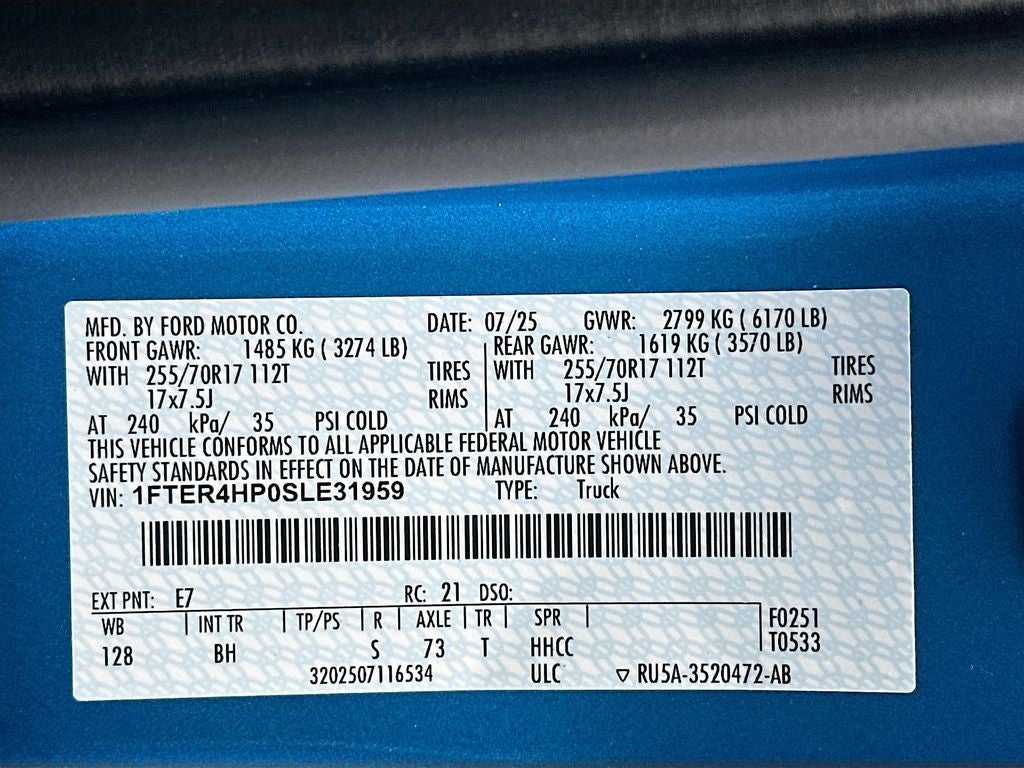 MFD. BY FORD MOTOR CO. DATE: 07/25 GVWR: 2799 KG ( 6170 LB)
FRONT GAWR: 1485 KG ( 3274 LB) REAR GAWR: 1619 KG ( 3570 LB)
WITH 255/70R17 112T TIRES WITH 255/70R17 112T TIRES
17x7.5J RIMS 17x7.5J RIMS
AT 240 kPa/ 35 PSI COLD AT 240 kPa/ 35 PSI COLD
THIS VEHICLE CONFORMS TO ALL APPLICABLE FEDERAL MOTOR VEHICLE
SAFETY STANDARDS IN EFFECT ON THE DATE OF MANUFACTURE SHOWN ABOVE.
VIN: 1FTER4HP0SLE31959 TYPE: Truck
EXT PNT: E7 RC: 21 DSO:
WB INT TR TP/PS R AXLE TR SPR F0251
128 BH S 73 T HHCC T0533
3202507116534 ULC ▽ RU5A-3520472-AB